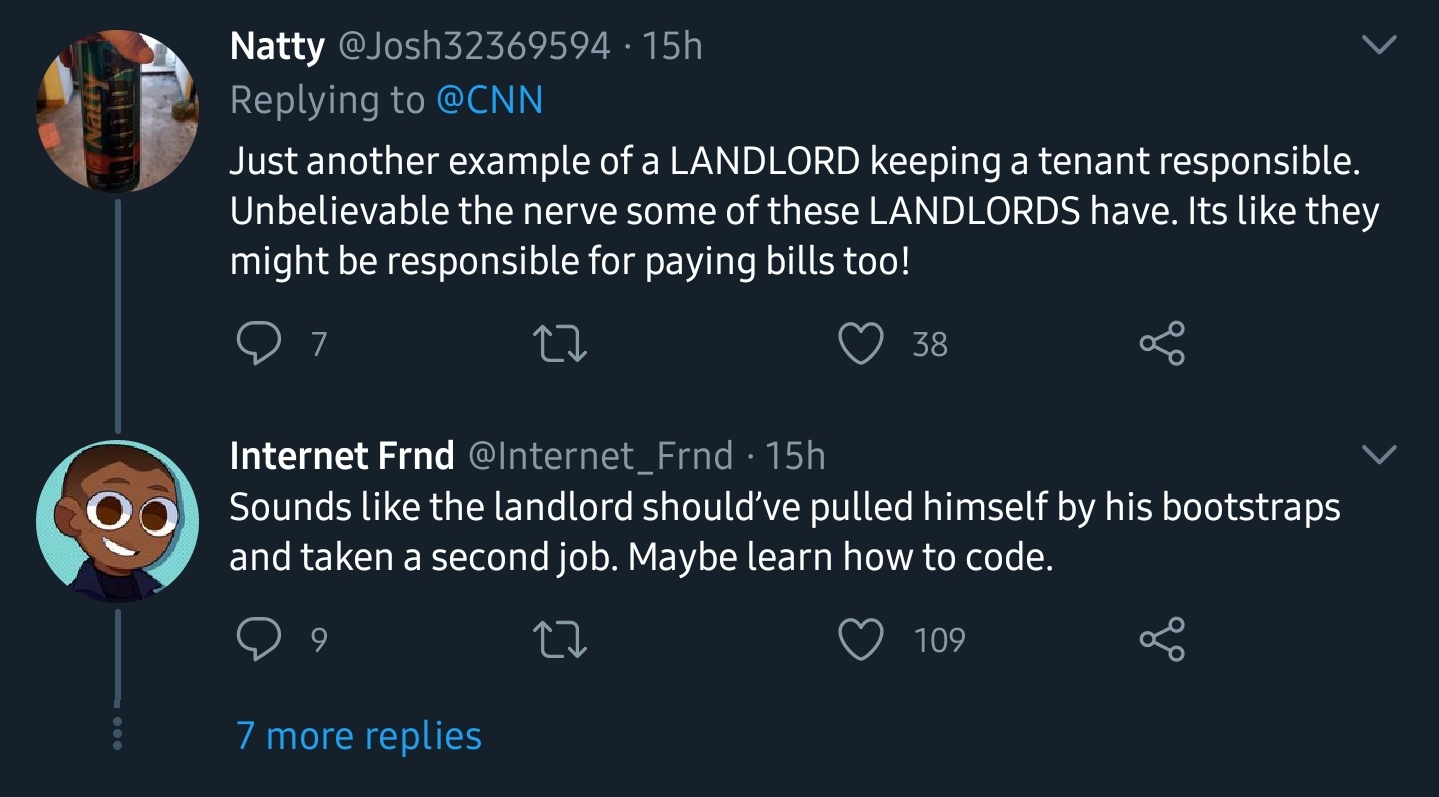 Natty @Josh32369594 · 15h
Replying to @CNN
Just another example of a LANDLORD keeping a tenant responsible.
Unbelievable the nerve some of these LANDLORDS have. Its like they
might be responsible for paying bills too!
7 38
Internet Frnd @Internet_Frnd · 15h
Sounds like the landlord should’ve pulled himself by his bootstraps
and taken a second job. Maybe learn how to code.
9 109
7 more replies
Natty